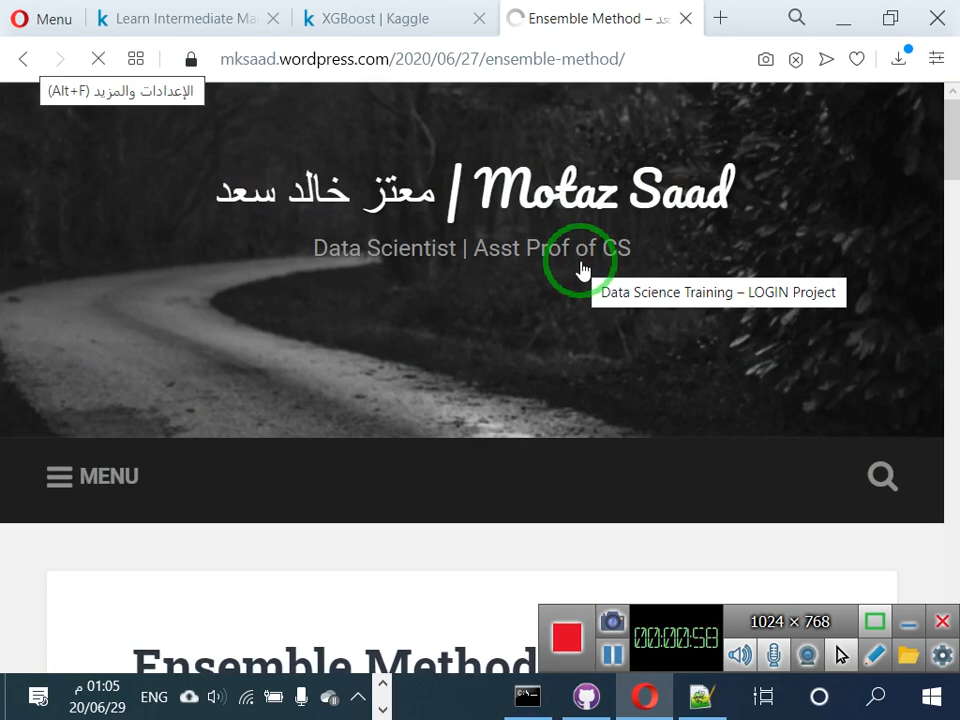 Menu
Learn Intermediate Ma
XGBoost | Kaggle
Ensemble Method –
mksaad.wordpress.com/2020/06/27/ensemble-method/
الإعدادات والمزيد (Alt+F)
معتز خالد سعد | Motaz Saad
Data Scientist | Asst Prof of CS
Data Science Training – LOGIN Project
MENU
Ensemble Method
1024 × 768
00:00:58
01:05 م
ENG
20/06/29